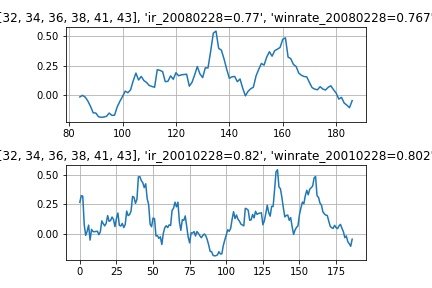 [32, 34, 36, 38, 41, 43], 'ir_20080228=0.77', 'winrate_20080228=0.767'
0.50
0.25
0.00
80 100 120 140 160 180
[32, 34, 36, 38, 41, 43], 'ir_20010228=0.82', 'winrate_20010228=0.802'
0.50
0.25
0.00
0 25 50 75 100 125 150 175